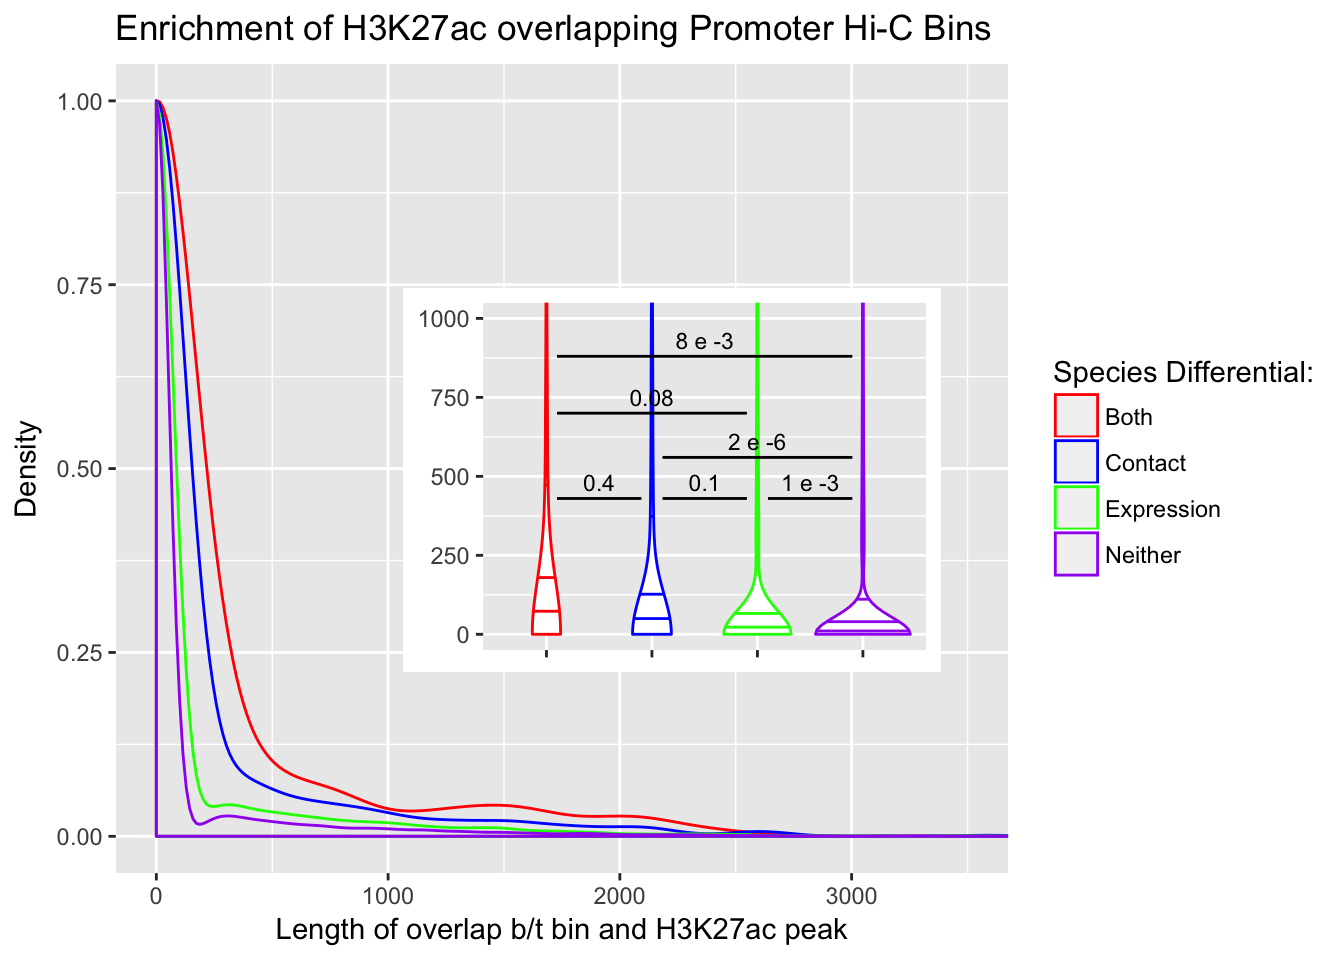 Enrichment of H3K27ac overlapping Promoter Hi-C Bins
Density
1.00
0.75
0.50
0.25
0.00
0
1000
2000
3000
Length of overlap b/t bin and H3K27ac peak
1000
750
500
250
0
8 e -3
0.08
2 e -6
0.4
0.1
1 e -3
Species Differential:
Both
Contact
Expression
Neither